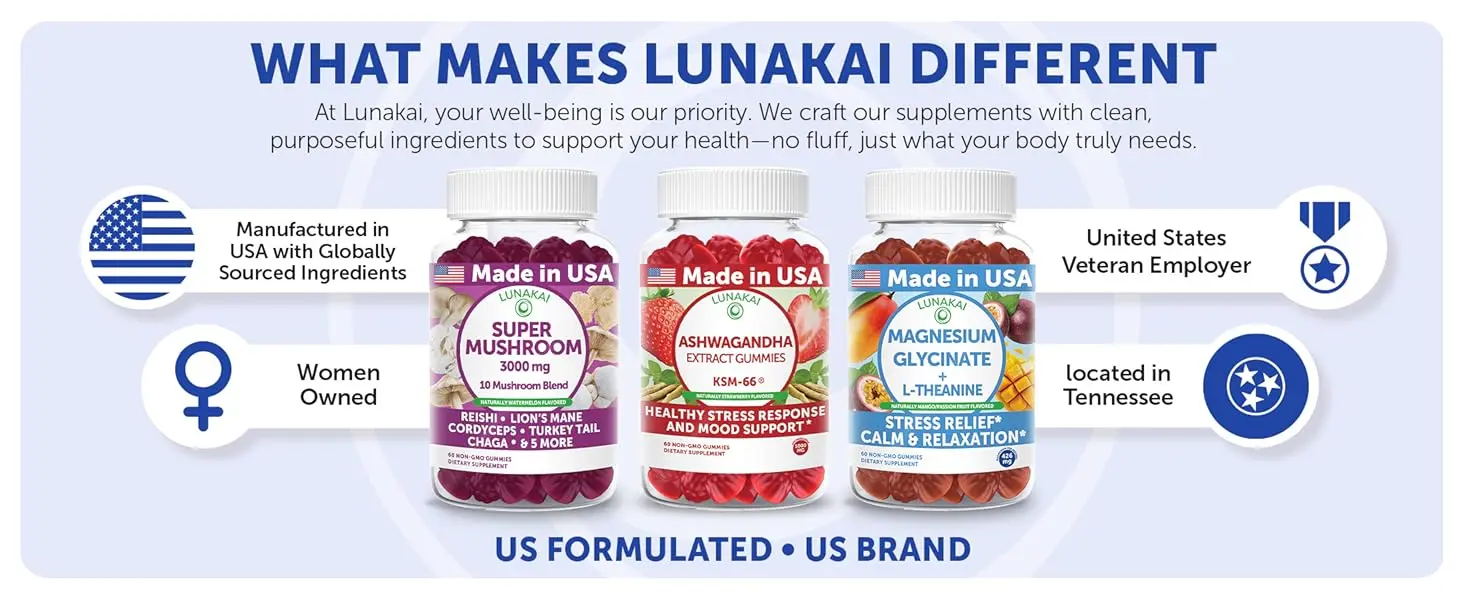 WHAT MAKES LUNAKAI DIFFERENT
At Lunakai, your well-being is our priority. We craft our supplements with clean,
purposeful ingredients to support your health—no fluff, just what your body truly needs.
Manufactured in
USA with Globally
Sourced Ingredients
Women
Owned
Made in USA
LUNAKAI
SUPER
MUSHROOM
3000 mg
10 Mushroom Blend
NATURALLY WATERMELON FLAVORED
REISHI • LION'S MANE
CORDYCEPS • TURKEY TAIL
CHAGA • & 5 MORE
60 NON-GMO GUMMIES
DIETARY SUPPLEMENT
Made in USA
LUNAKAI
ASHWAGANDHA
EXTRACT GUMMIES
KSM-66®
NATURALLY STRAWBERRY FLAVORED
HEALTHY STRESS RESPONSE
AND MOOD SUPPORT*
60 NON-GMO GUMMIES
DIETARY SUPPLEMENT
Made in USA
LUNAKAI
MAGNESIUM
GLYCINATE
+
L-THEANINE
NATURALLY MANGO/PASSION FRUIT FLAVORED
STRESS RELIEF*
CALM & RELAXATION*
60 NON-GMO GUMMIES
DIETARY SUPPLEMENT
426
mg
United States
Veteran Employer
located in
Tennessee
US FORMULATED • US BRAND